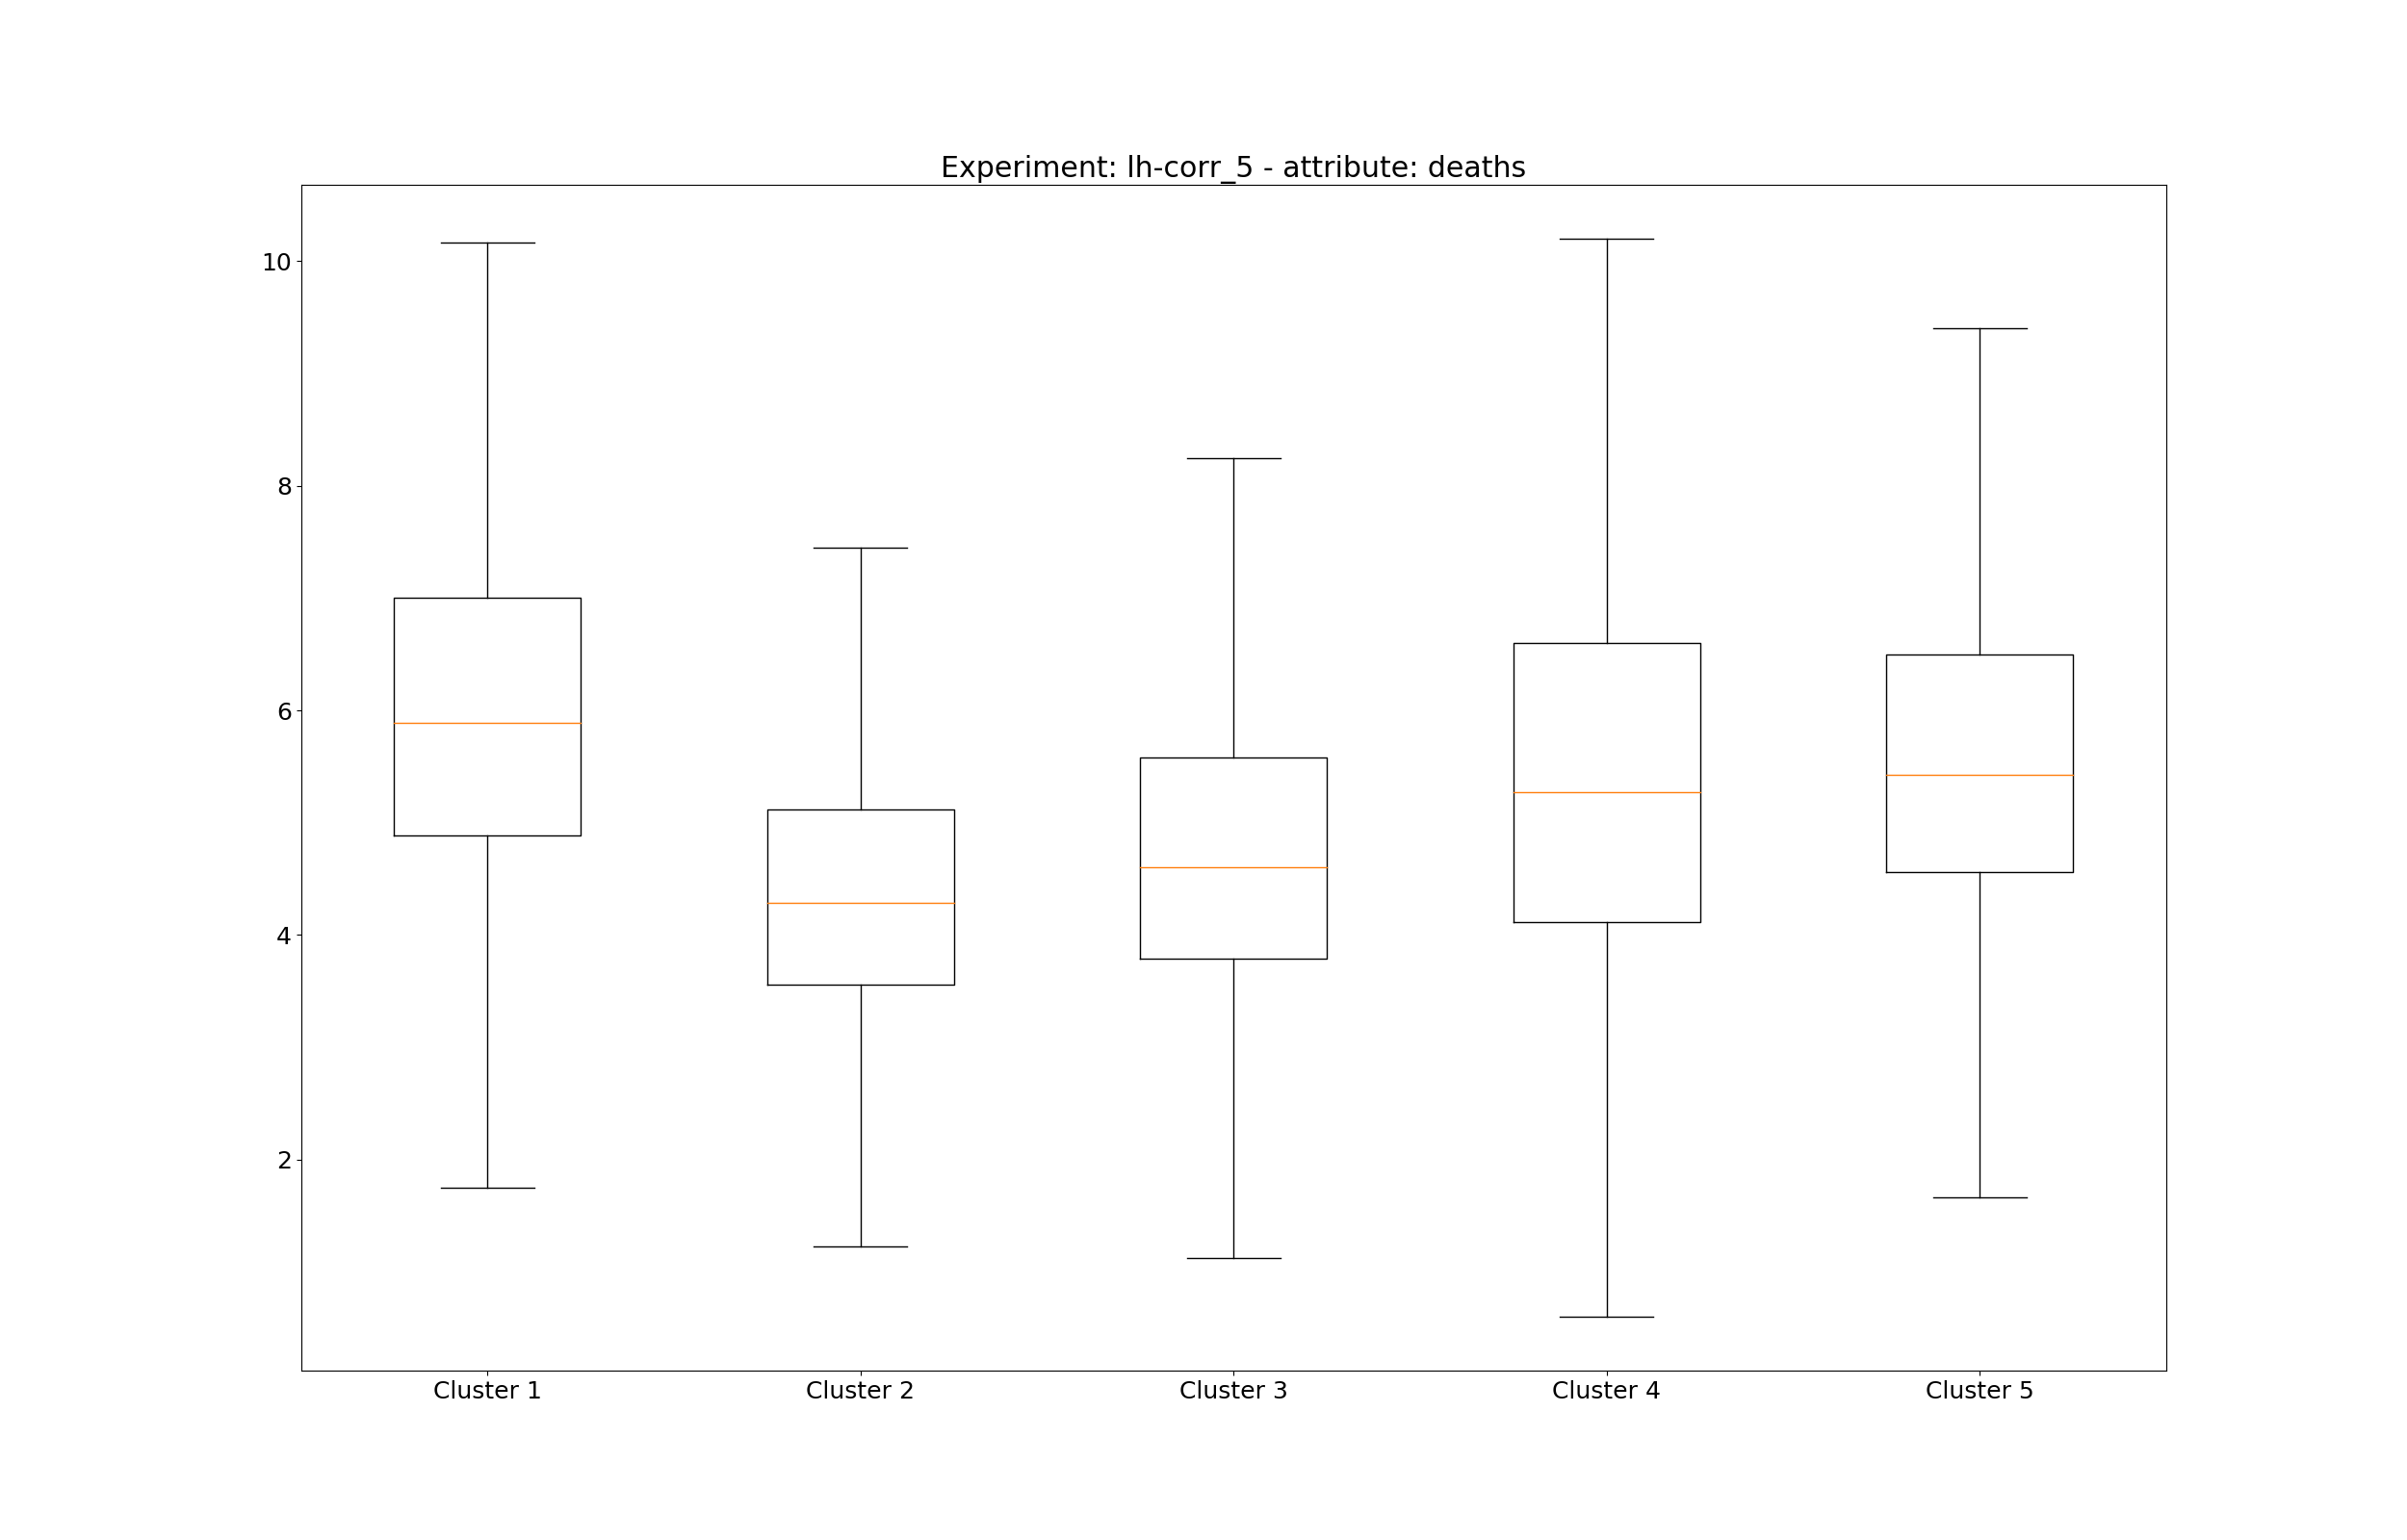 Experiment: lh-corr_5 - attribute: deaths
10
8
6
4
2
Cluster 1
Cluster 2
Cluster 3
Cluster 4
Cluster 5